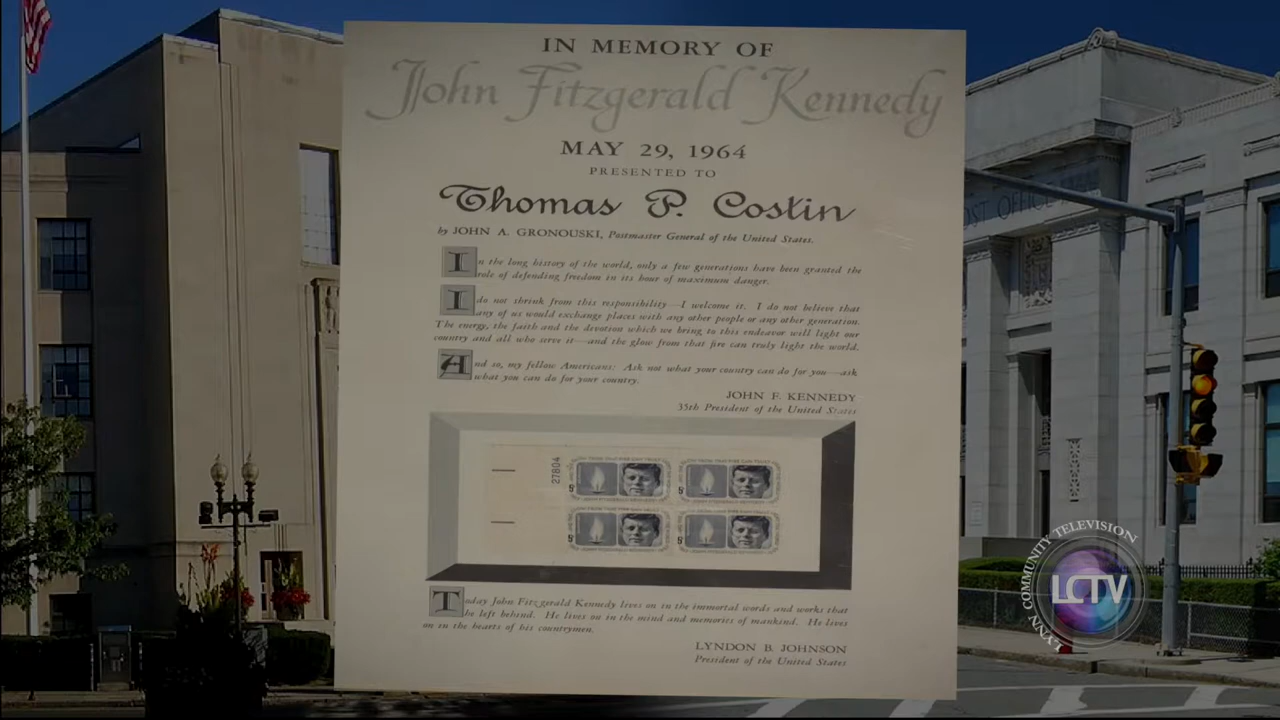 IN MEMORY OF
John Fitzgerald Kennedy
MAY 29, 1964
PRESENTED TO
Thomas P. Costin
by JOHN A. GRONOUSKI, Postmaster General of the United States.
In the long history of the world, only a few generations have been granted the
role of defending freedom in its hour of maximum danger.
I do not shrink from this responsibility—I welcome it. I do not believe that
any of us would exchange places with any other people or any other generation.
The energy, the faith and the devotion which we bring to this endeavor will light our
country and all who serve it—and the glow from that fire can truly light the world.
And so, my fellow Americans: Ask not what your country can do for you—ask
what you can do for your country.
JOHN F. KENNEDY
35th President of the United States
27804
Today John Fitzgerald Kennedy lives on in the immortal words and works that
he left behind. He lives on in the mind and memories of mankind. He lives
on in the hearts of his countrymen.
LYNDON B. JOHNSON
President of the United States
POST OFFICE
LYNN COMMUNITY TELEVISION
LCTV